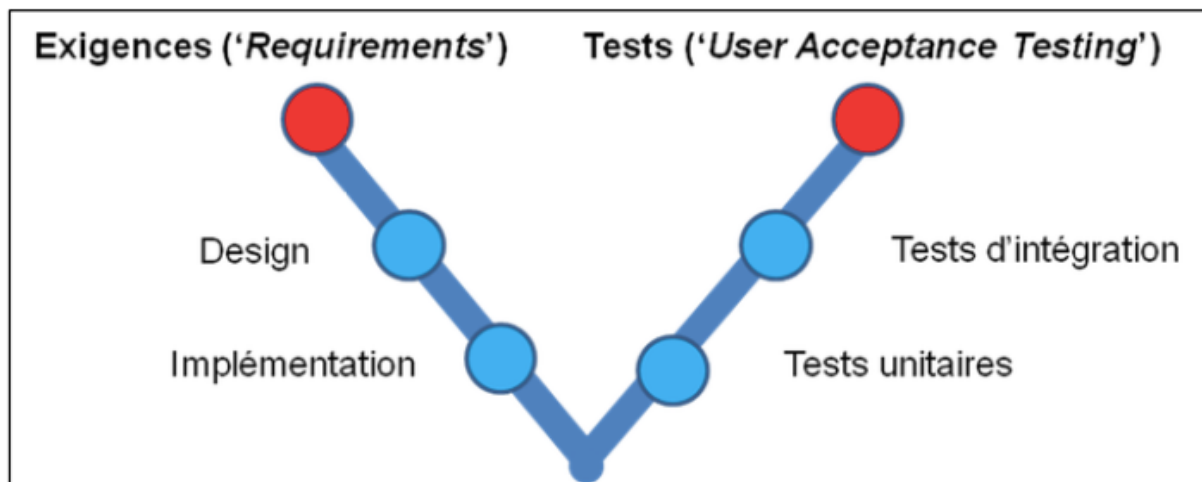 Exigences ('Requirements')
Tests ('User Acceptance Testing')
Design
Tests d'intégration
Implémentation
Tests unitaires